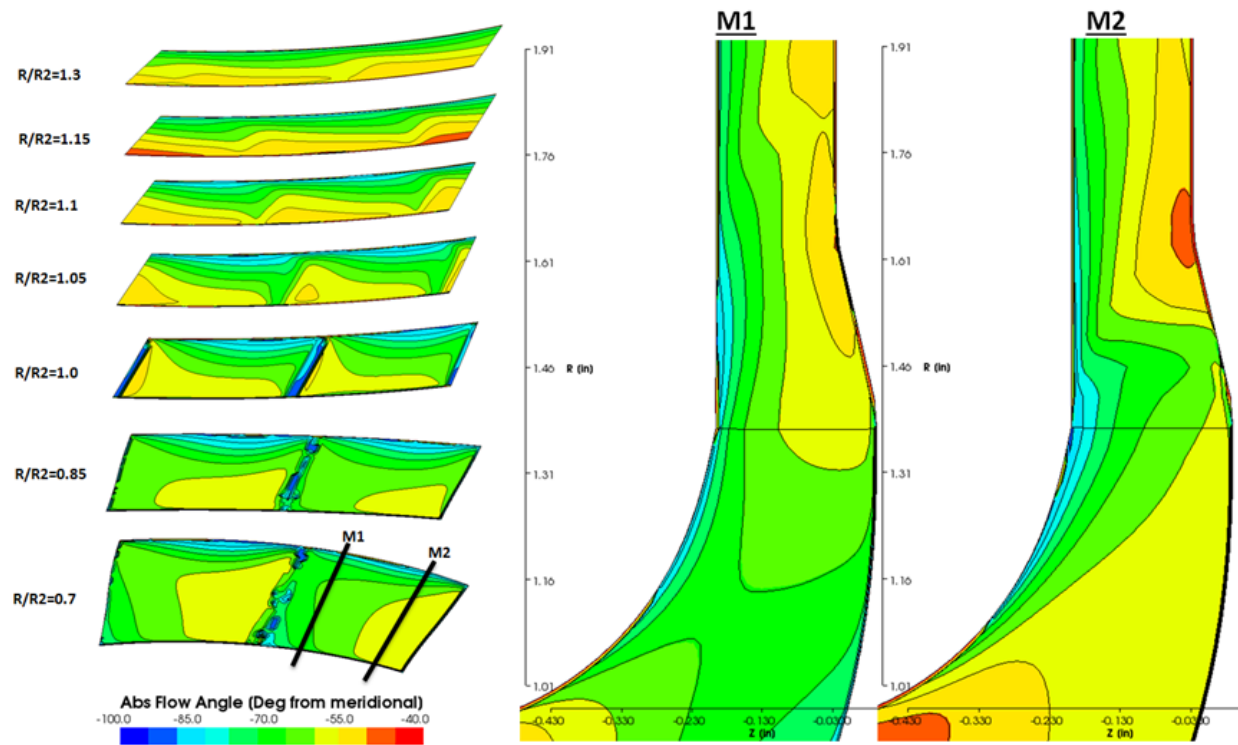 M1
M2
R/R2=1.3
R/R2=1.15
R/R2=1.1
R/R2=1.05
R/R2=1.0
R/R2=0.85
R/R2=0.7
M1
M2
Abs Flow Angle (Deg from meridional)
-100.0 -85.0 -70.0 -55.0 -40.0
1.91
1.76
1.61
1.46 R (in)
1.31
1.16
1.01
-0.430 -0.330 -0.230 -0.130 -0.0300
Z (in)
1.91
1.76
1.61
1.46 R (in)
1.31
1.16
1.01
-0.430 -0.330 -0.230 -0.130 -0.0300
Z (in)